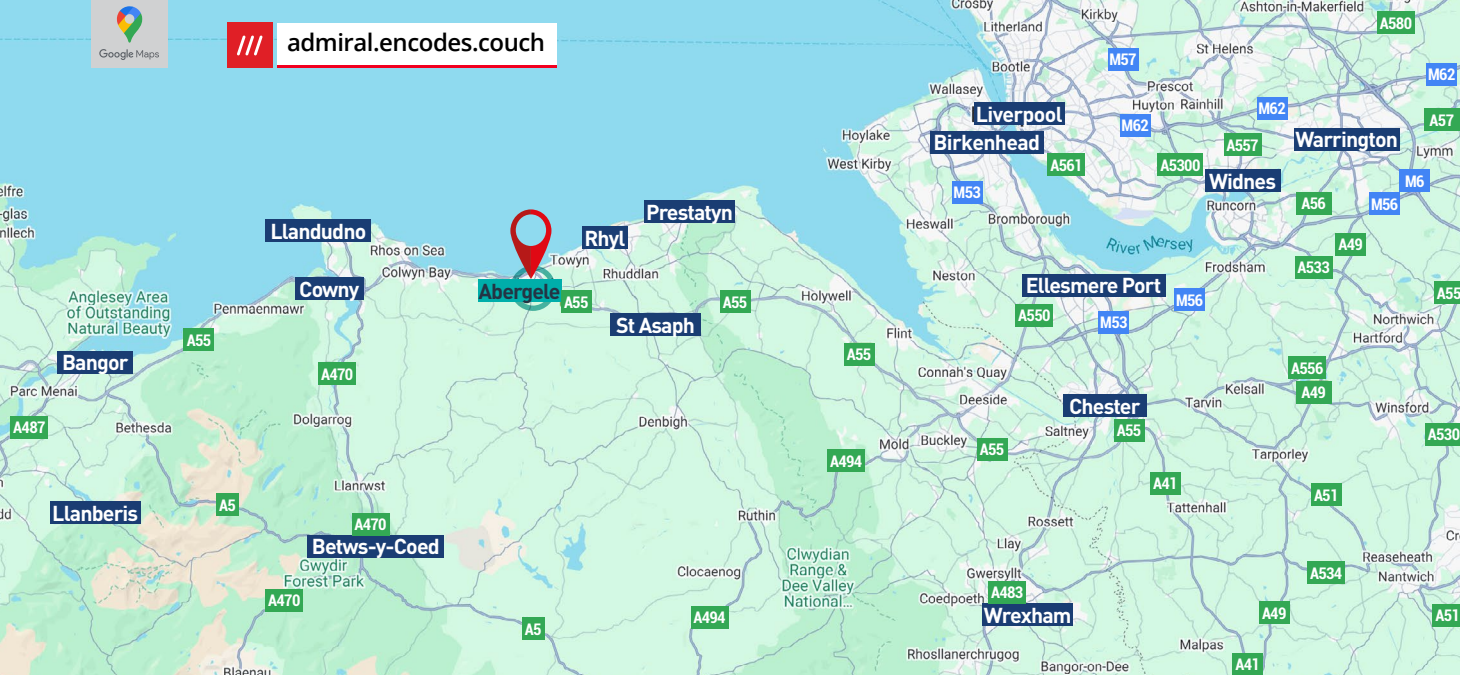 Google Maps
admiral.encodes.couch
Crosby
Kirkby
Ashton-in-Makerfield
A580
Litherland
St Helens
Bootle
M57
M62
Wallasey
Prescot
Huyton
Rainhill
M62
Liverpool
M62
A57
Hoylake
Birkenhead
A557
Warrington
Lymm
West Kirby
A561
A5300
Widnes
M6
M53
Runcorn
A56
M56
elfre
-glas
nllech
Prestatyn
Heswall
Bromborough
Llandudno
Rhyl
River Mersey
A49
Rhos on Sea
Towyn
Colwyn Bay
Rhuddlan
Neston
Frodsham
A533
Cowny
Abergele
A55
A55
Holywell
Ellesmere Port
M56
A55
Anglesey Area
of Outstanding
Natural Beauty
Penmaenmawr
St Asaph
A550
M53
Northwich
A55
Flint
Hartford
Bangor
A470
A55
Connah's Quay
A556
Parc Menai
Deeside
Kelsall
A49
Chester
Tarvin
Winsford
A487
Bethesda
Dolgarrog
Denbigh
Mold
Buckley
Saltney
A55
A530
A55
Tarporley
A494
Llanrwst
A41
A51
dd
Llanberis
A5
Ruthin
Tattenhall
A470
Rossett
Betws-y-Coed
Llay
Gwydir
Forest Park
Clwydian
Range &
Dee Valley
National...
Reaseheath
Cr
Clocaenog
Gwersyllt
A534
Nantwich
A470
Coedpoeth
A483
Wrexham
A494
A49
A51
A5
Rhosllanerchrugog
Malpas
Bangor-on-Dee
A41
Blaenau